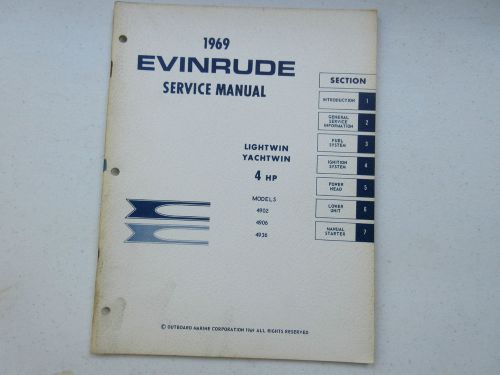 1969
EVINRUDE
SERVICE MANUAL
LIGHTWIN
YACHTWIN
4 HP
MODELS
4902
4906
4936
SECTION
INTRODUCTION 1
GENERAL
SERVICE
INFORMATION 2
FUEL
SYSTEM 3
IGNITION
SYSTEM 4
POWER
HEAD 5
LOWER
UNIT 6
MANUAL
STARTER 7
© OUTBOARD MARINE CORPORATION 1969 ALL RIGHTS RESERVED